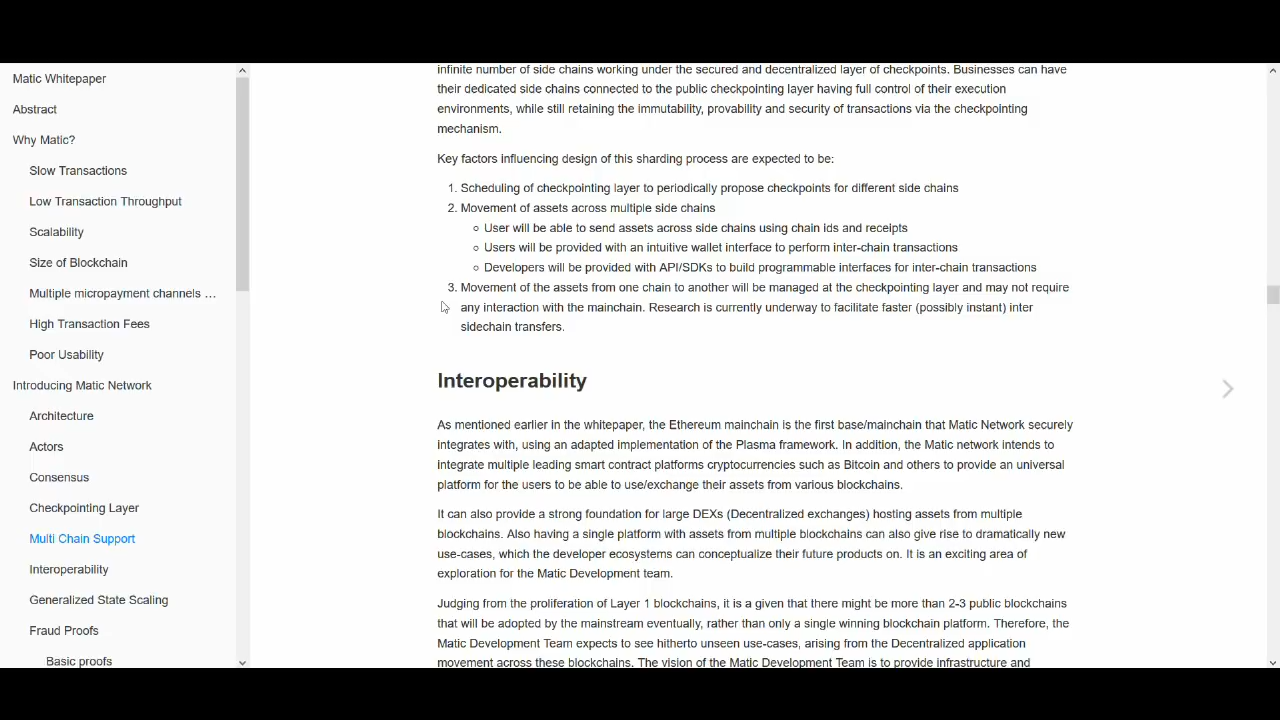 Matic Whitepaper
Abstract
Why Matic?
Slow Transactions
Low Transaction Throughput
Scalability
Size of Blockchain
Multiple micropayment channels ...
High Transaction Fees
Poor Usability
Introducing Matic Network
Architecture
Actors
Consensus
Checkpointing Layer
Multi Chain Support
Interoperability
Generalized State Scaling
Fraud Proofs
Basic proofs
infinite number of side chains working under the secured and decentralized layer of checkpoints. Businesses can have
their dedicated side chains connected to the public checkpointing layer having full control of their execution
environments, while still retaining the immutability, provability and security of transactions via the checkpointing
mechanism.
Key factors influencing design of this sharding process are expected to be:
1. Scheduling of checkpointing layer to periodically propose checkpoints for different side chains
2. Movement of assets across multiple side chains
○ User will be able to send assets across side chains using chain ids and receipts
○ Users will be provided with an intuitive wallet interface to perform inter-chain transactions
○ Developers will be provided with API/SDKs to build programmable interfaces for inter-chain transactions
3. Movement of the assets from one chain to another will be managed at the checkpointing layer and may not require
any interaction with the mainchain. Research is currently underway to facilitate faster (possibly instant) inter
sidechain transfers.
Interoperability
As mentioned earlier in the whitepaper, the Ethereum mainchain is the first base/mainchain that Matic Network securely
integrates with, using an adapted implementation of the Plasma framework. In addition, the Matic network intends to
integrate multiple leading smart contract platforms cryptocurrencies such as Bitcoin and others to provide an universal
platform for the users to be able to use/exchange their assets from various blockchains.
It can also provide a strong foundation for large DEXs (Decentralized exchanges) hosting assets from multiple
blockchains. Also having a single platform with assets from multiple blockchains can also give rise to dramatically new
use-cases, which the developer ecosystems can conceptualize their future products on. It is an exciting area of
exploration for the Matic Development team.
Judging from the proliferation of Layer 1 blockchains, it is a given that there might be more than 2-3 public blockchains
that will be adopted by the mainstream eventually, rather than only a single winning blockchain platform. Therefore, the
Matic Development Team expects to see hitherto unseen use-cases, arising from the Decentralized application
movement across these blockchains. The vision of the Matic Development Team is to provide infrastructure and